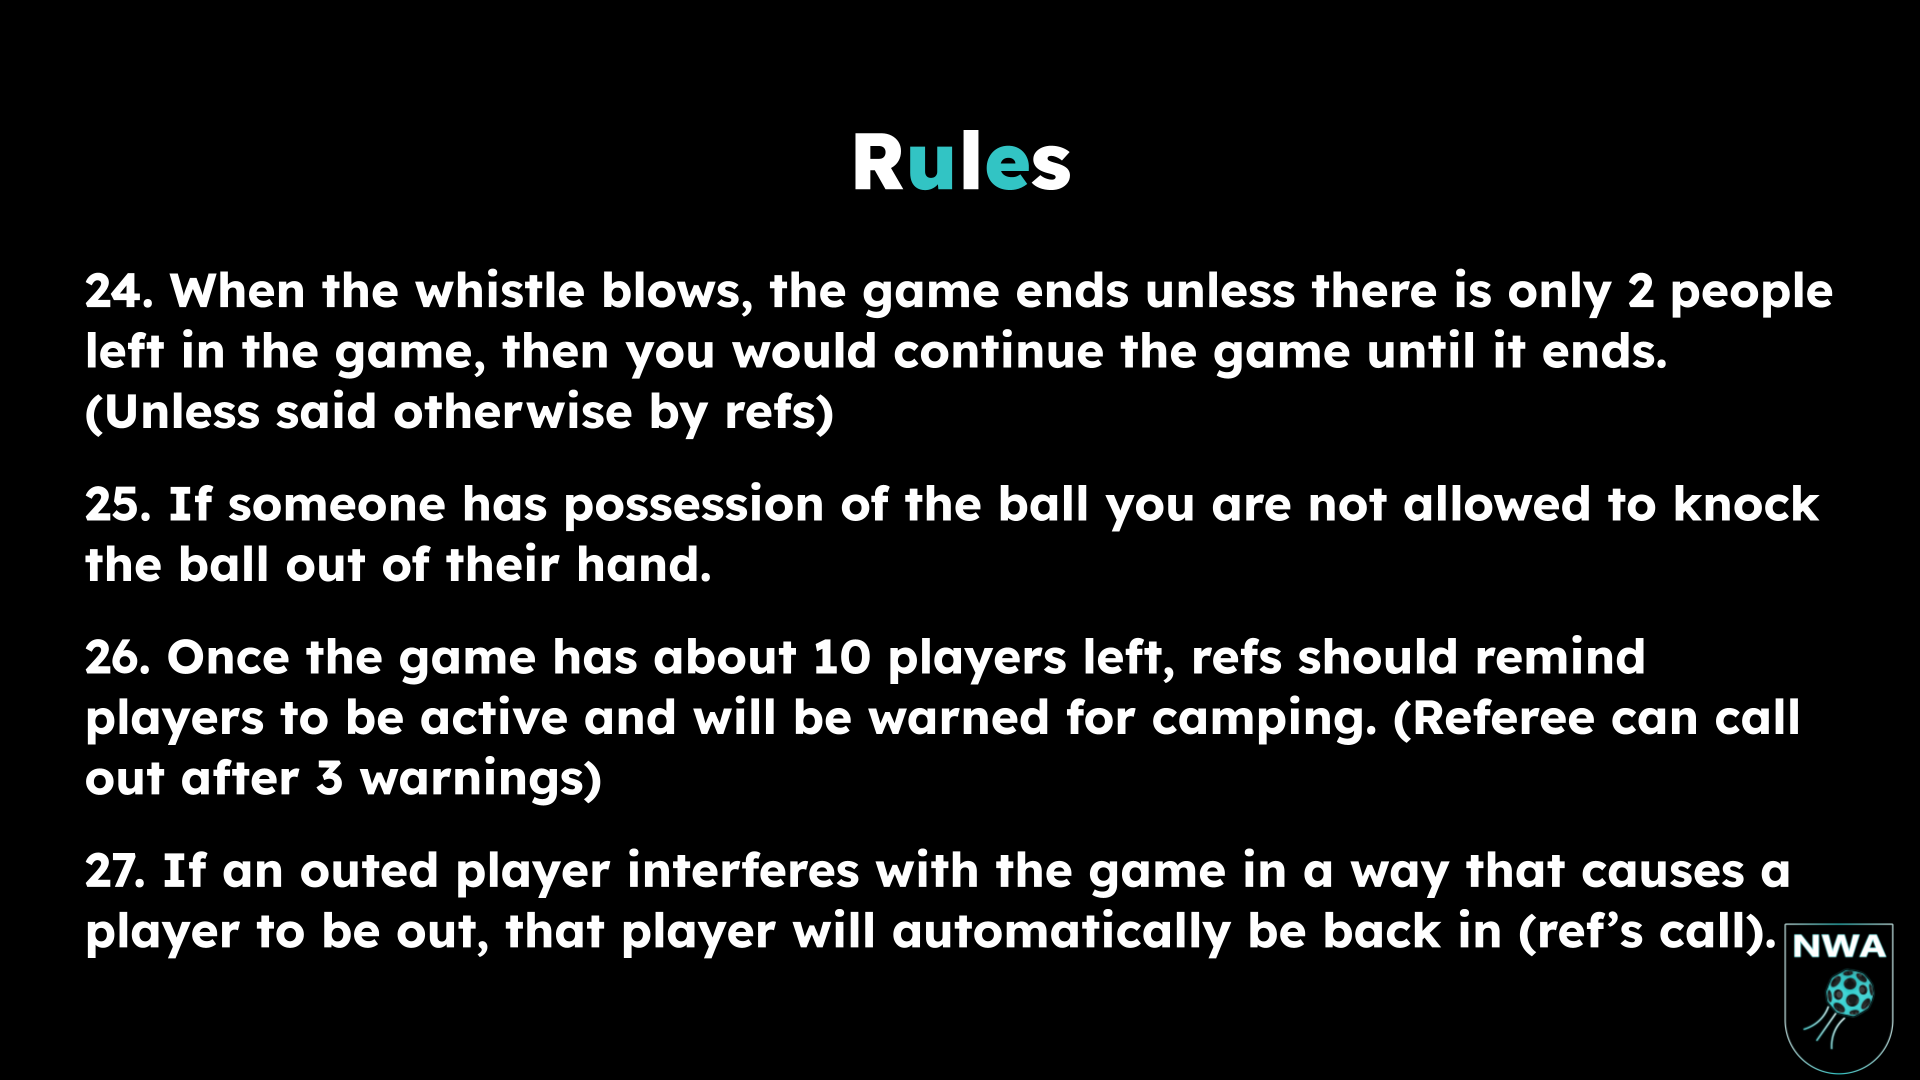 Rules
24. When the whistle blows, the game ends unless there is only 2 people
left in the game, then you would continue the game until it ends.
(Unless said otherwise by refs)
25. If someone has possession of the ball you are not allowed to knock
the ball out of their hand.
26. Once the game has about 10 players left, refs should remind
players to be active and will be warned for camping. (Referee can call
out after 3 warnings)
27. If an outed player interferes with the game in a way that causes a
player to be out, that player will automatically be back in (ref’s call).
NWA